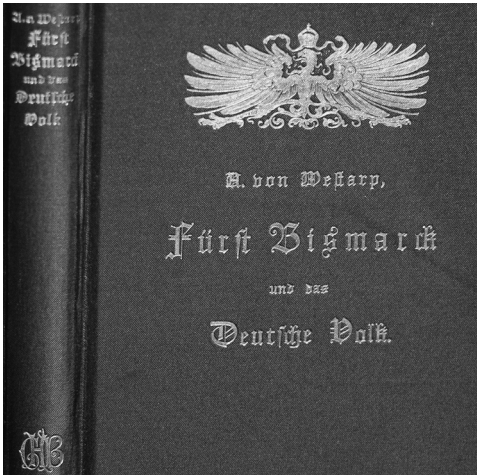 A. v. Westarp
Fürst
Bismarck
und das
Deutsche
Volk
A. von Westarp,
Fürst Bismarck
und das
Deutsche Volk.